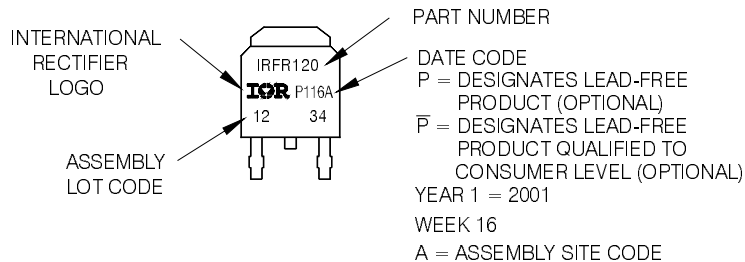 INTERNATIONAL
RECTIFIER
LOGO
ASSEMBLY
LOT CODE
IRFR120
IOR P116A
12 34
PART NUMBER
DATE CODE
P = DESIGNATES LEAD-FREE
PRODUCT (OPTIONAL)
P̅ = DESIGNATES LEAD-FREE
PRODUCT QUALIFIED TO
CONSUMER LEVEL (OPTIONAL)
YEAR 1 = 2001
WEEK 16
A = ASSEMBLY SITE CODE